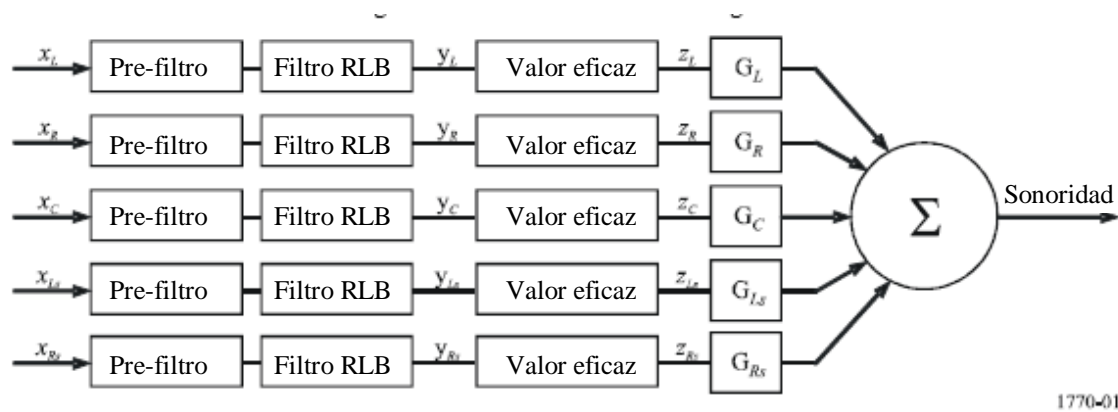 x_L Pre-filtro Filtro RLB y_L Valor eficaz z_L G_L
x_R Pre-filtro Filtro RLB y_R Valor eficaz z_R G_R
x_C Pre-filtro Filtro RLB y_C Valor eficaz z_C G_C Σ Sonoridad
x_Ls Pre-filtro Filtro RLB y_Ls Valor eficaz z_Ls G_Ls
x_Rs Pre-filtro Filtro RLB y_Rs Valor eficaz z_Rs G_Rs
1770-01